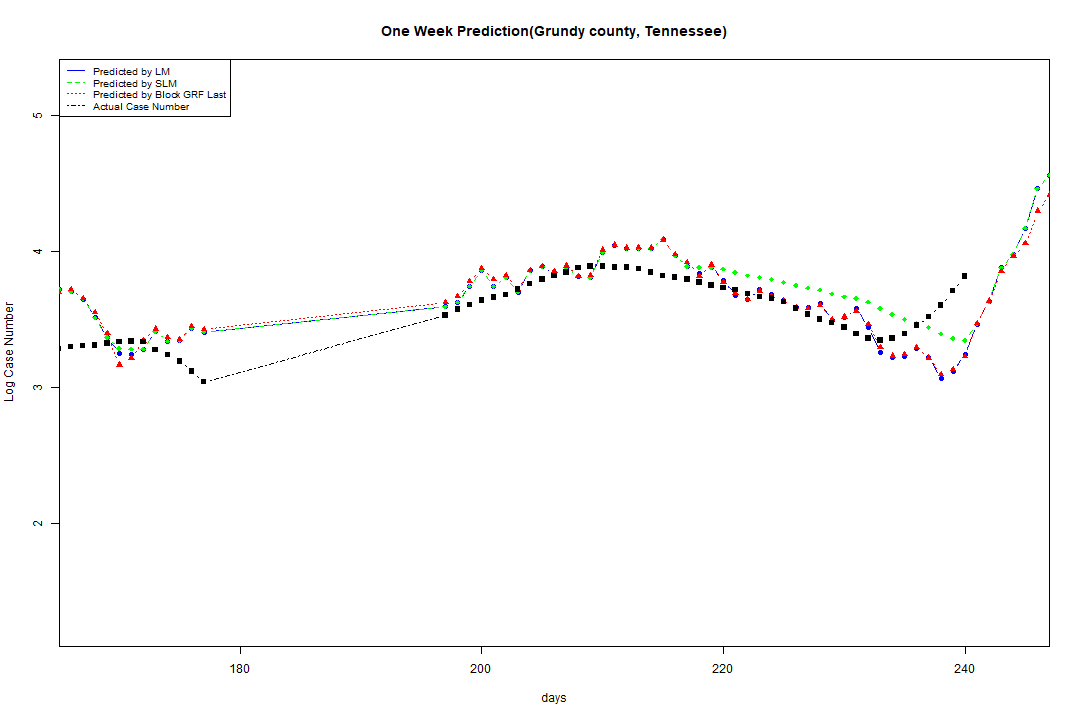 One Week Prediction(Grundy county, Tennessee)
Predicted by LM
Predicted by SLM
Predicted by Block GRF Last
Actual Case Number
5
4
3
2
Log Case Number
180 200 220 240
days